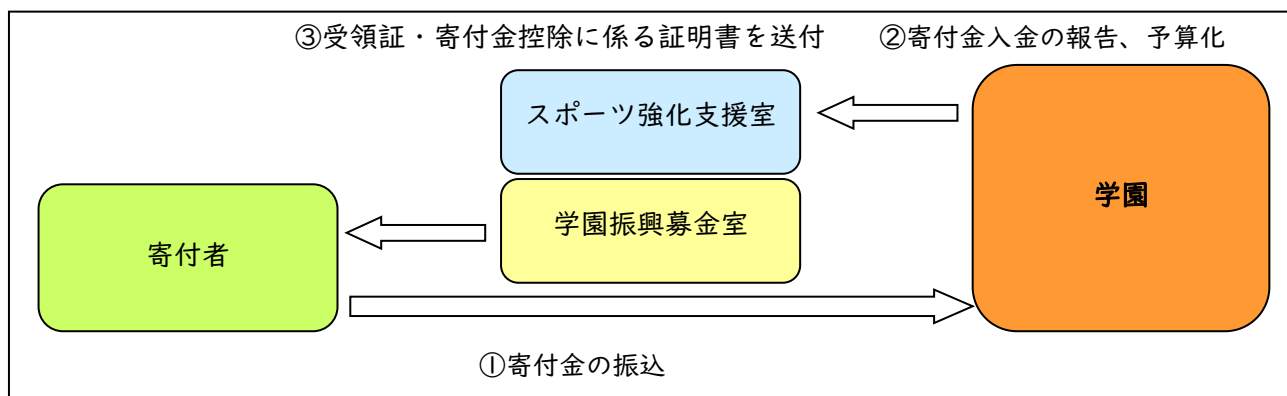 ③受領証・寄付金控除に係る証明書を送付
②寄付金入金の報告、予算化
スポーツ強化支援室
学園
学園振興募金室
寄付者
①寄付金の振込